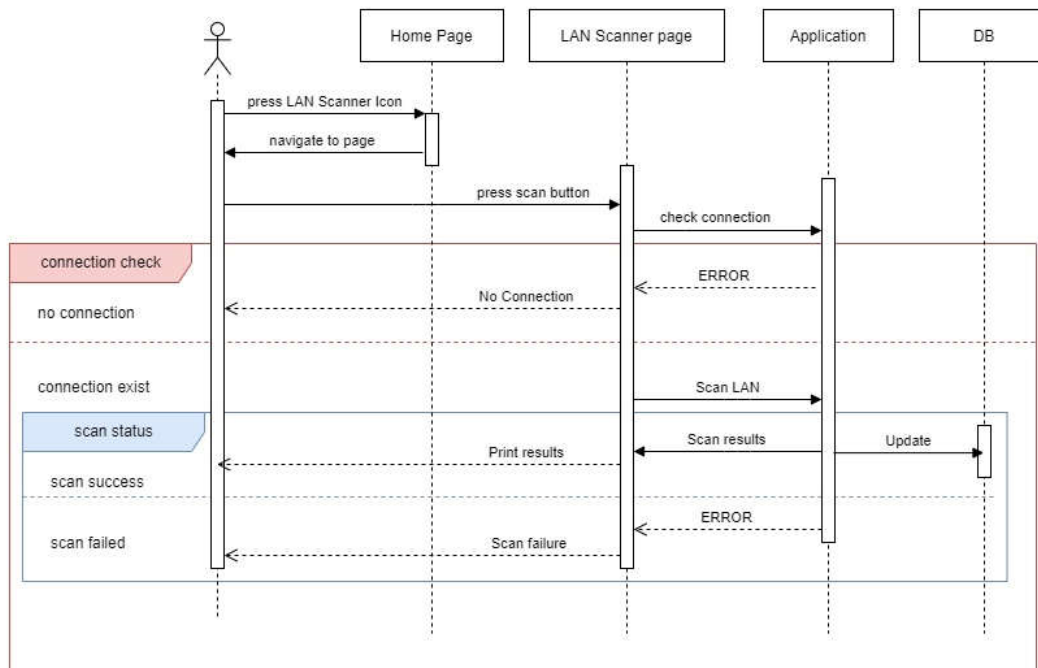 Home Page
LAN Scanner page
Application
DB
press LAN Scanner Icon
navigate to page
press scan button
check connection
connection check
ERROR
No Connection
no connection
connection exist
Scan LAN
scan status
Scan results
Update
Print results
scan success
ERROR
scan failed
Scan failure